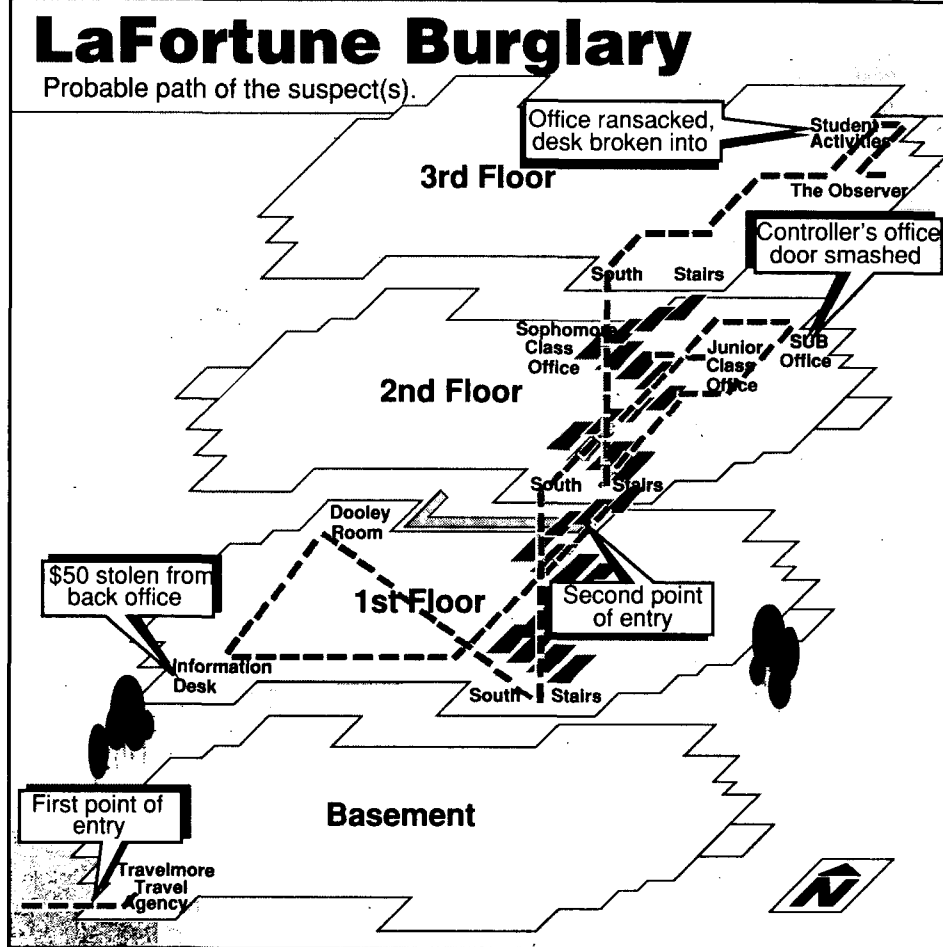 LaFortune Burglary
Probable path of the suspect(s).
Office ransacked,
desk broken into
Student
Activities
3rd Floor
The Observer
Controller's office
door smashed
South Stairs
Sophomore
Class
Office
Junior
Class
Office
SUB
Office
2nd Floor
South Stairs
Dooley
Room
$50 stolen from
back office
1st Floor
Second point
of entry
Information
Desk
South Stairs
Basement
First point of
entry
Travelmore
Travel
Agency
N